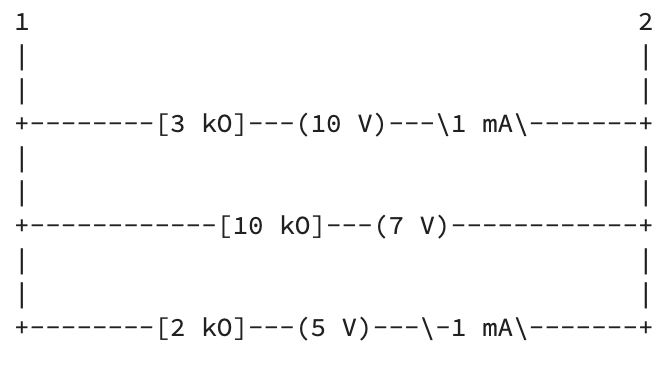 1 2
| |
| |
+--------[3 kO]---(10 V)---\1 mA\-------+
| |
| |
+------------[10 kO]---(7 V)------------+
| |
| |
+--------[2 kO]---(5 V)---\-1 mA\-------+